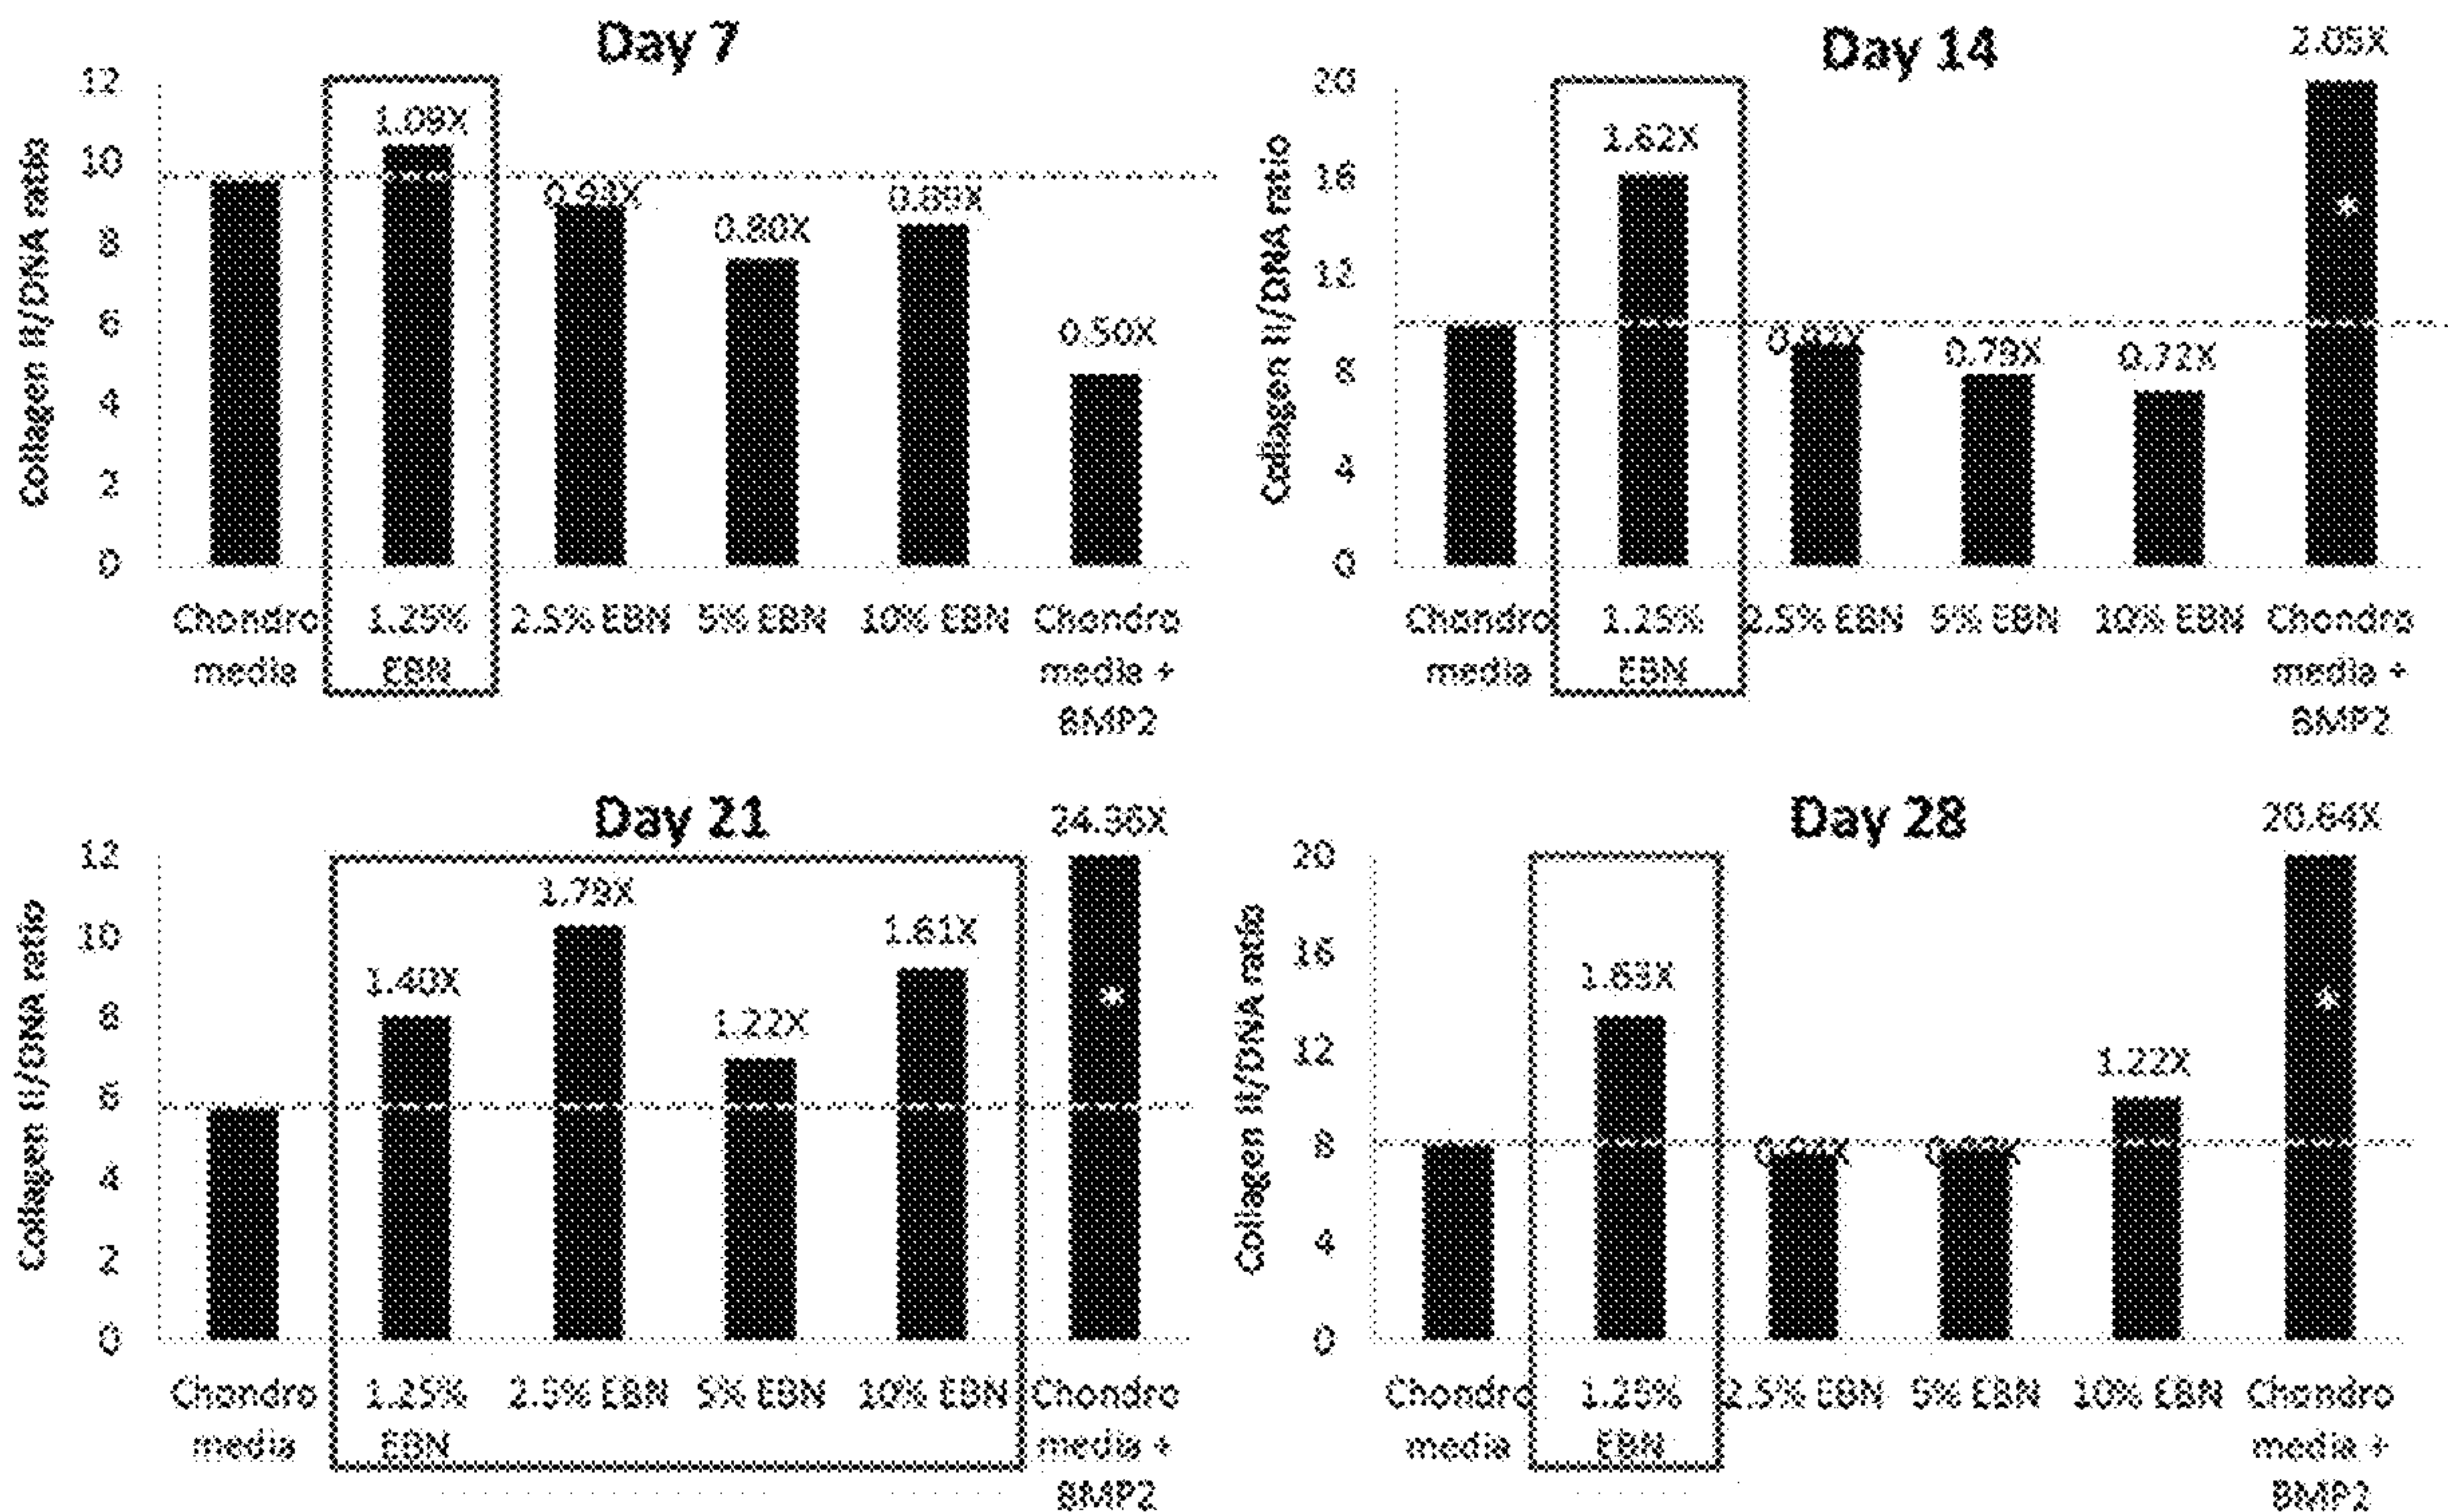 Day 7
12
10
8
6
4
2
0
Collagen II/DNA ratio
1.09X
0.80X
0.89X
0.50X
Chondro media
1.25% EBN
2.5% EBN
5% EBN
10% EBN
Chondro media + BMP2
Day 14
20
16
12
8
4
0
Collagen II/DNA ratio
1.62X
0.79X
0.72X
2.05X
*
Chondro media
1.25% EBN
2.5% EBN
5% EBN
10% EBN
Chondro media + BMP2
Day 21
12
10
8
6
4
2
0
Collagen II/DNA ratio
1.40X
1.79X
1.22X
1.61X
24.36X
*
Chondro media
1.25% EBN
2.5% EBN
5% EBN
10% EBN
Chondro media + BMP2
Day 28
20
16
12
8
4
0
Collagen II/DNA ratio
1.63X
1.22X
20.64X
*
Chondro media
1.25% EBN
2.5% EBN
5% EBN
10% EBN
Chondro media + BMP2